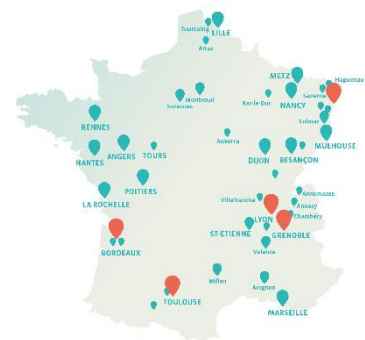 Tourcoing
LILLE
Arras
METZ
Haguenau
Saverne
Montreuil
Suresnes
Bar-le-Duc
NANCY
Colmar
RENNES
Auxerre
MULHOUSE
ANGERS
TOURS
DIJON
BESANÇON
NANTES
POITIERS
Annemasse
LA ROCHELLE
Villefranche
Annecy
LYON
Chambéry
ST-ETIENNE
GRENOBLE
BORDEAUX
Valence
Millau
Avignon
TOULOUSE
MARSEILLE